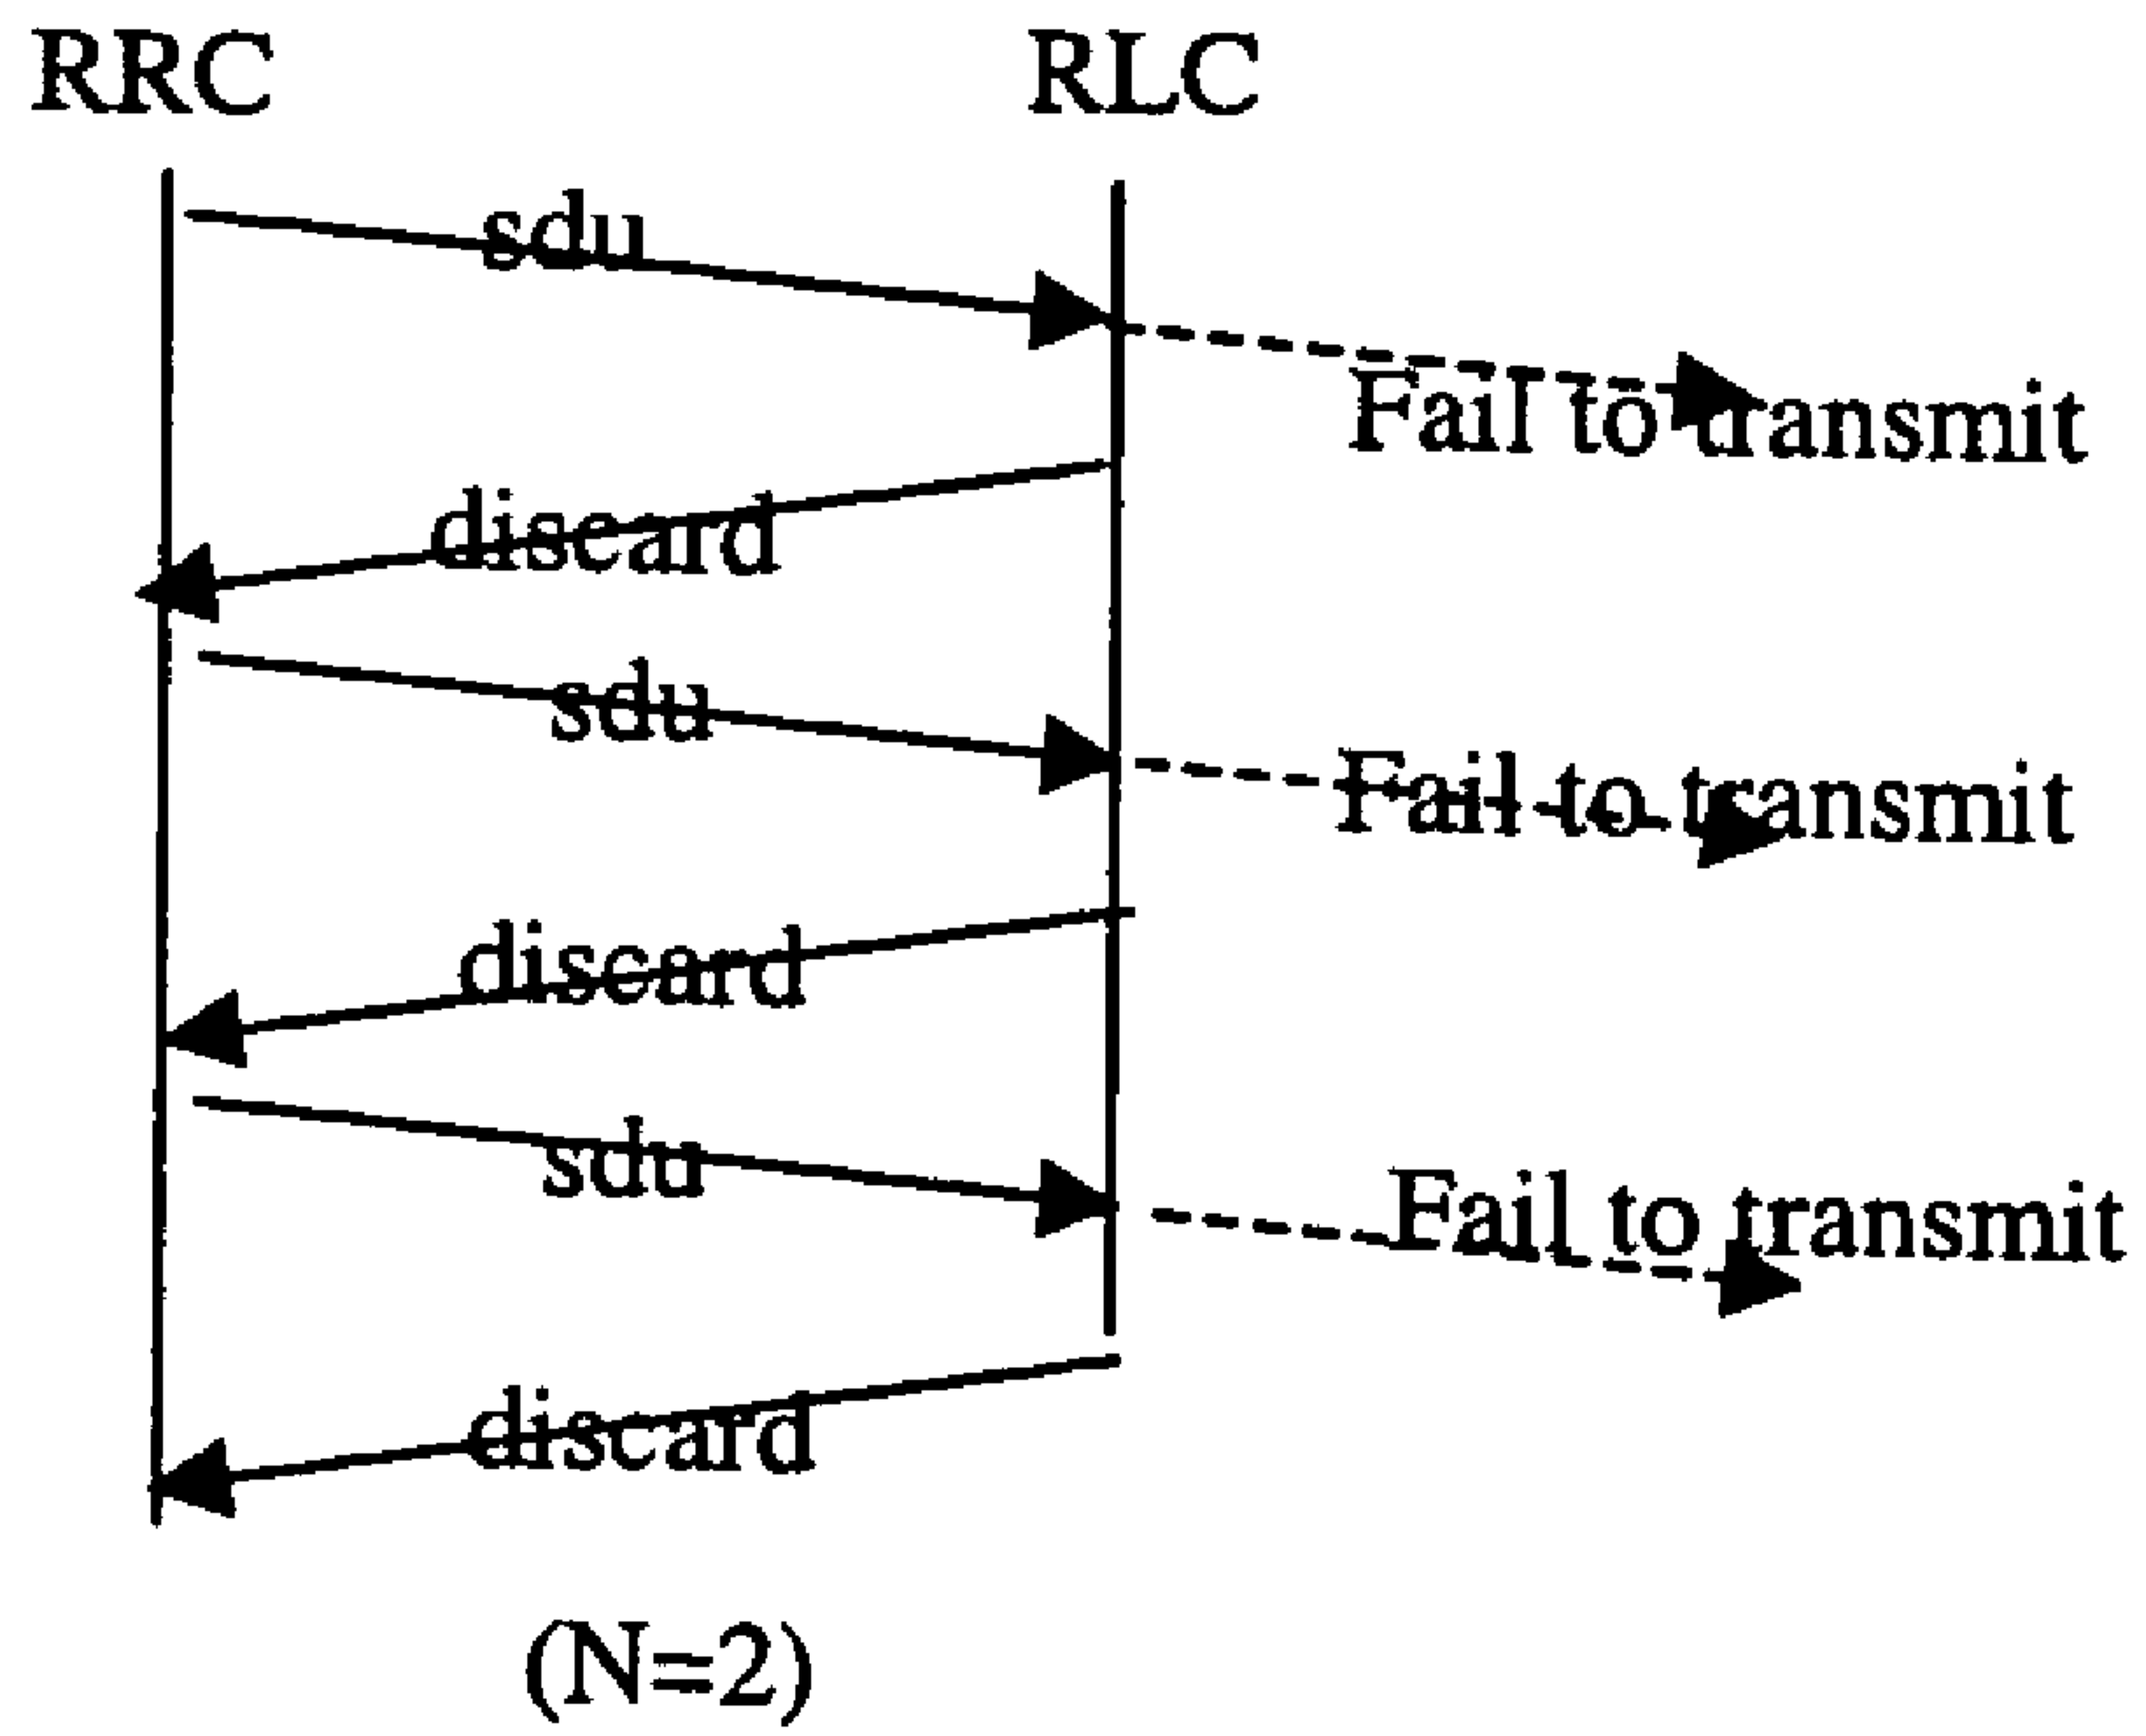 RRC RLC
sdu
Fail to transmit
discard
sdu
Fail to transmit
discard
sdu
Fail to transmit
discard
(N=2)